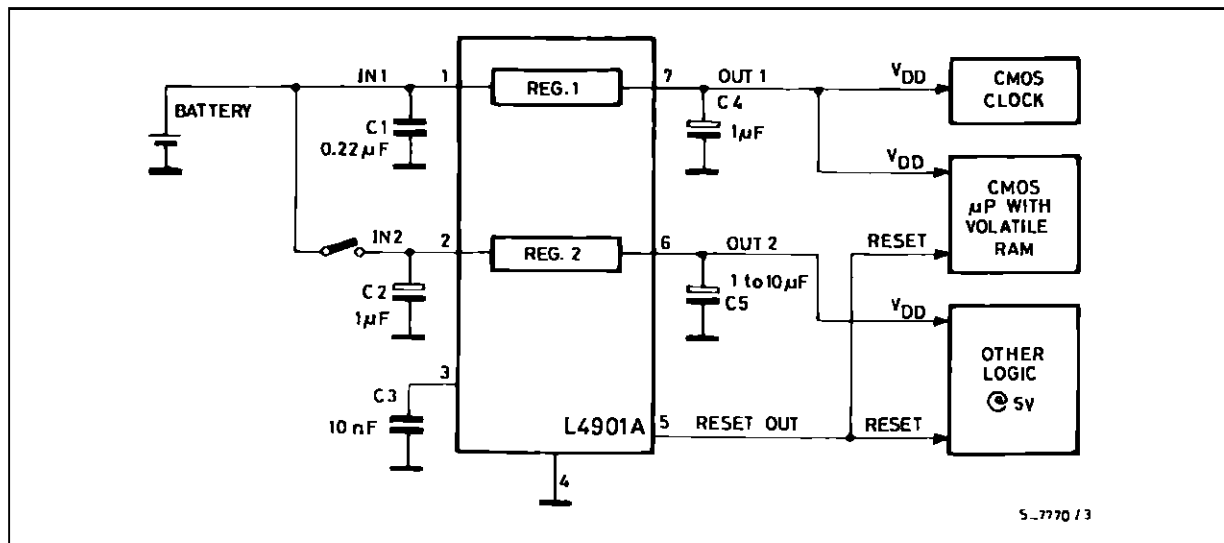 BATTERY
IN1
1
C1
0.22µF
REG. 1
7
OUT 1
C4
1µF
VDD
CMOS
CLOCK
VDD
CMOS
µP WITH
VOLATILE
RAM
RESET
IN2
2
C2
1µF
REG. 2
6
OUT 2
1 to 10µF
C5
VDD
OTHER
LOGIC
@ 5V
RESET
3
C3
10 nF
L4901A
5
RESET OUT
4
S_7770/3